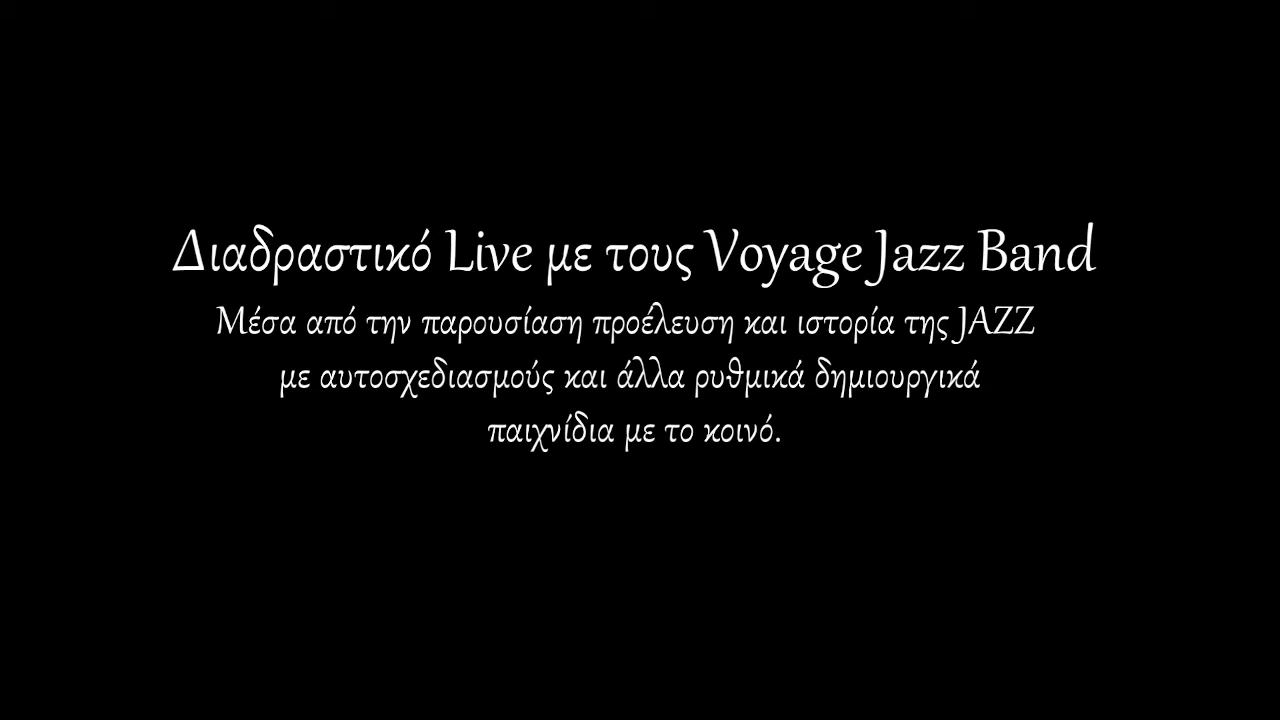 Διαδραστικό Live με τους Voyage Jazz Band
Μέσα από την παρουσίαση προέλευση και ιστορία της JAZZ
με αυτοσχεδιασμούς και άλλα ρυθμικά δημιουργικά
παιχνίδια με το κοινό.